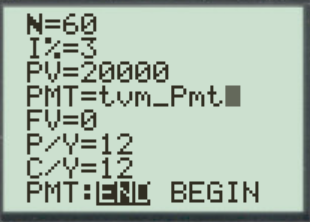 N=60
I%=3
PV=20000
PMT=tvm_Pmt
FV=0
P/Y=12
C/Y=12
PMT:END BEGIN